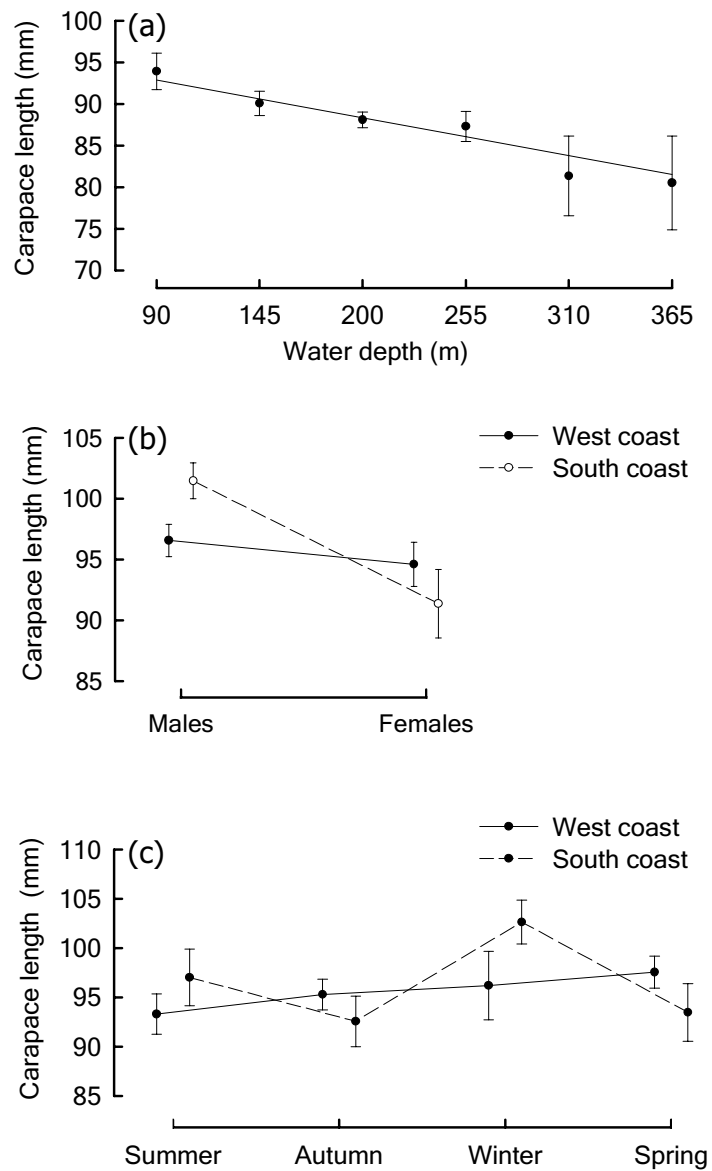 (a)
Carapace length (mm)
100
95
90
85
80
75
70
90 145 200 255 310 365
Water depth (m)
(b)
West coast
South coast
Carapace length (mm)
105
100
95
90
85
Males Females
West coast
South coast
(c)
Carapace length (mm)
110
105
100
95
90
85
Summer Autumn Winter Spring